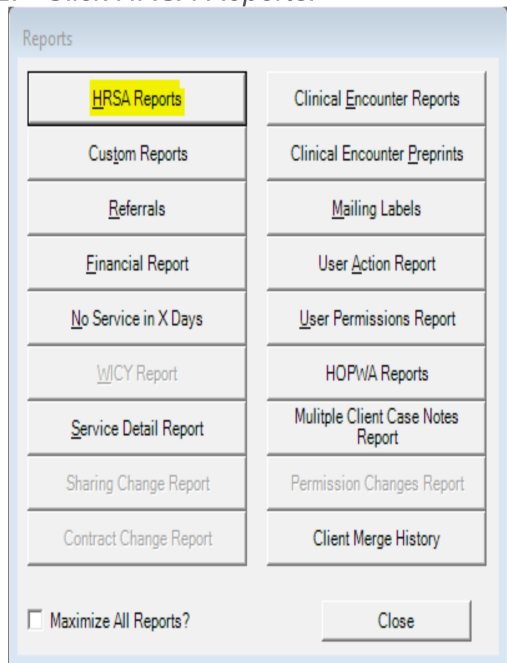 Reports
HRSA Reports
Clinical Encounter Reports
Custom Reports
Clinical Encounter Preprints
Referrals
Mailing Labels
Financial Report
User Action Report
No Service in X Days
User Permissions Report
WICY Report
HOPWA Reports
Service Detail Report
Mulitple Client Case Notes
Report
Sharing Change Report
Permission Changes Report
Contract Change Report
Client Merge History
Maximize All Reports?
Close